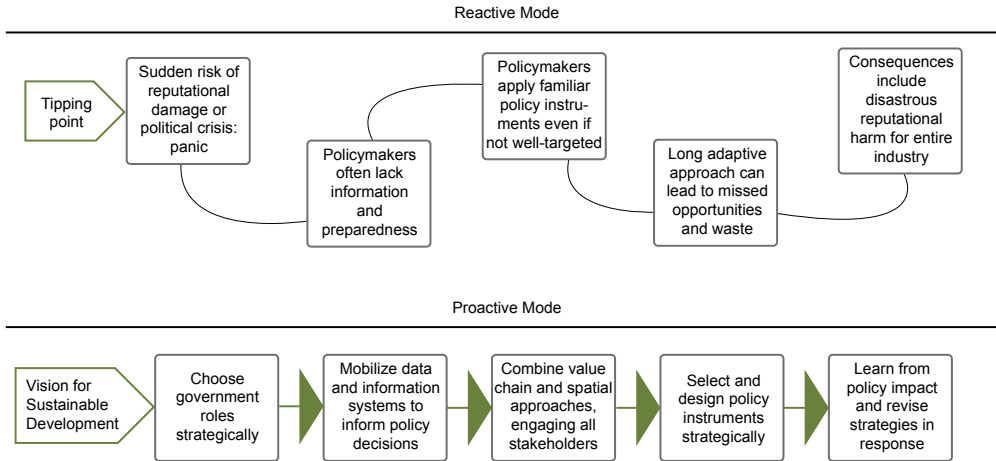 Reactive Mode
Tipping
point
Sudden risk of
reputational
damage or
political crisis:
panic
Policymakers
often lack
information
and
preparedness
Policymakers
apply familiar
policy instru-
ments even if
not well-targeted
Long adaptive
approach can
lead to missed
opportunities
and waste
Consequences
include
disastrous
reputational
harm for entire
industry
Proactive Mode
Vision for
Sustainable
Development
Choose
government
roles
strategically
Mobilize data
and information
systems to
inform policy
decisions
Combine value
chain and spatial
approaches,
engaging all
stakeholders
Select and
design policy
instruments
strategically
Learn from
policy impact
and revise
strategies in
response